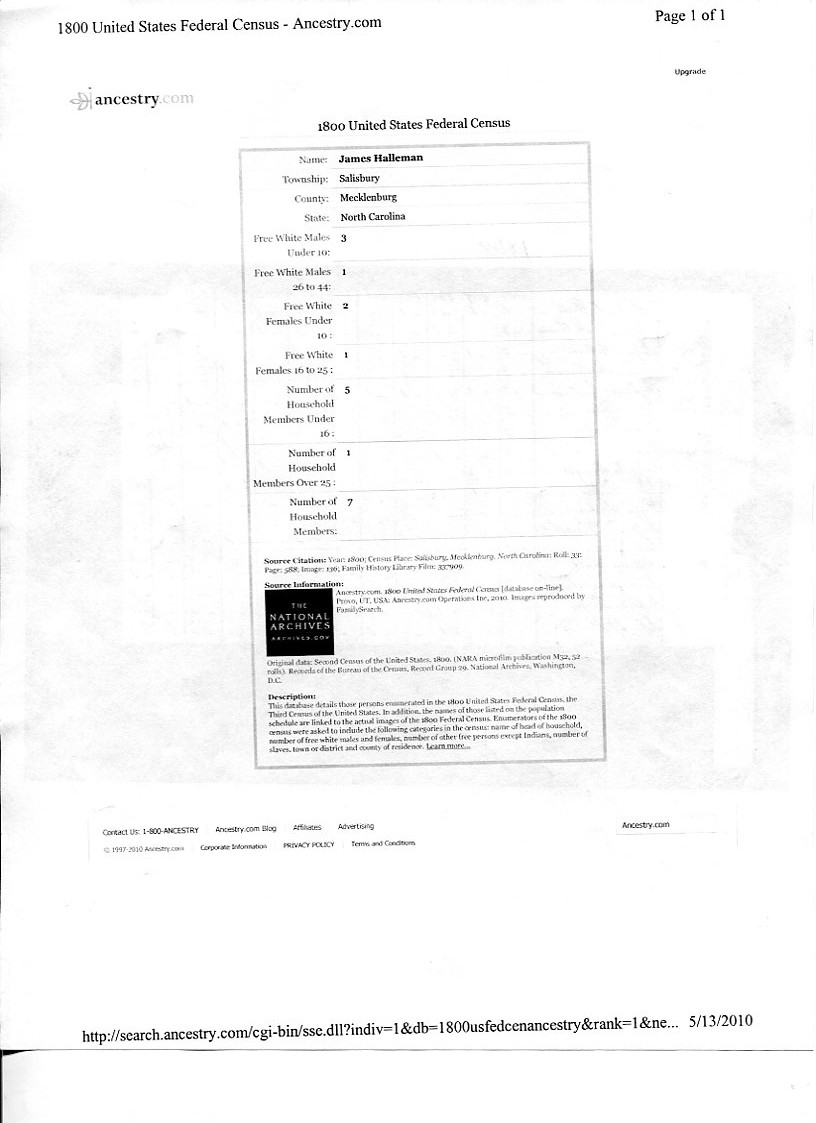 1800 United States Federal Census - Ancestry.com
Page 1 of 1
Upgrade
ancestry.com
1800 United States Federal Census
Name: James Halleman
Township: Salisbury
County: Mecklenburg
State: North Carolina
Free White Males 3
Under 10:
Free White Males 1
26 to 44:
Free White 2
Females Under
10 :
Free White 1
Females 16 to 25 :
Number of 5
Household
Members Under
16 :
Number of 1
Household
Members Over 25 :
Number of 7
Household
Members:
Source Citation: Year: 1800; Census Place: Salisbury, Mecklenburg, North Carolina; Roll: 33;
Page: 588; Image: 136; Family History Library Film: 337909.
Source Information:
THE
NATIONAL
ARCHIVES
ARCHIVES.GOV
Ancestry.com. 1800 United States Federal Census [database on-line].
Provo, UT, USA: Ancestry.com Operations Inc, 2010. Images reproduced by
FamilySearch.
Original data: Second Census of the United States, 1800. (NARA microfilm publication M32, 52
rolls). Records of the Bureau of the Census, Record Group 29. National Archives, Washington,
D.C.
Description:
This database details those persons enumerated in the 1800 United States Federal Census, the
Third Census of the United States. In addition, the names of those listed on the population
schedule are linked to the actual images of the 1800 Federal Census. Enumerators of the 1800
census were asked to include the following categories in the census: name of head of household,
number of free white males and females, number of other free persons except Indians, number of
slaves, town or district and county of residence. Learn more...
Contact Us: 1-800-ANCESTRY Ancestry.com Blog Affiliates Advertising
Ancestry.com
© 1997-2010 Ancestry.com Corporate Information PRIVACY POLICY Terms and Conditions
http://search.ancestry.com/cgi-bin/sse.dll?indiv=1&db=1800usfedcenancestry&rank=1&ne... 5/13/2010